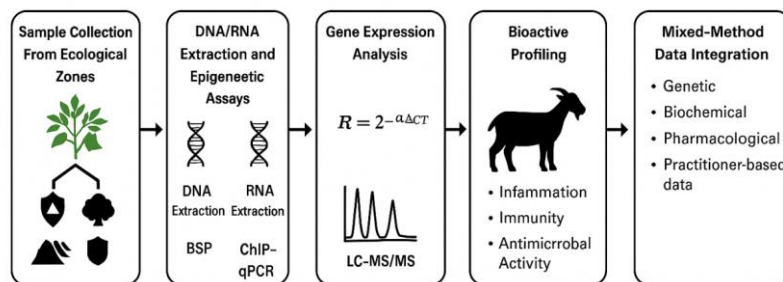 Sample Collection
From Ecological
Zones
DNA/RNA
Extraction and
Epigeneetic
Assays
DNA
Extraction
RNA
Extraction
BSP
ChIP–
qPCR
Gene Expression
Analysis
R = 2^-αΔCT
LC–MS/MS
Bioactive
Profiling
• Infammation
• Immunity
• Antimicrrobal
Activity
Mixed–Method
Data Integration
• Genetic
• Biochemical
• Pharmacological
• Practitioner-based
data